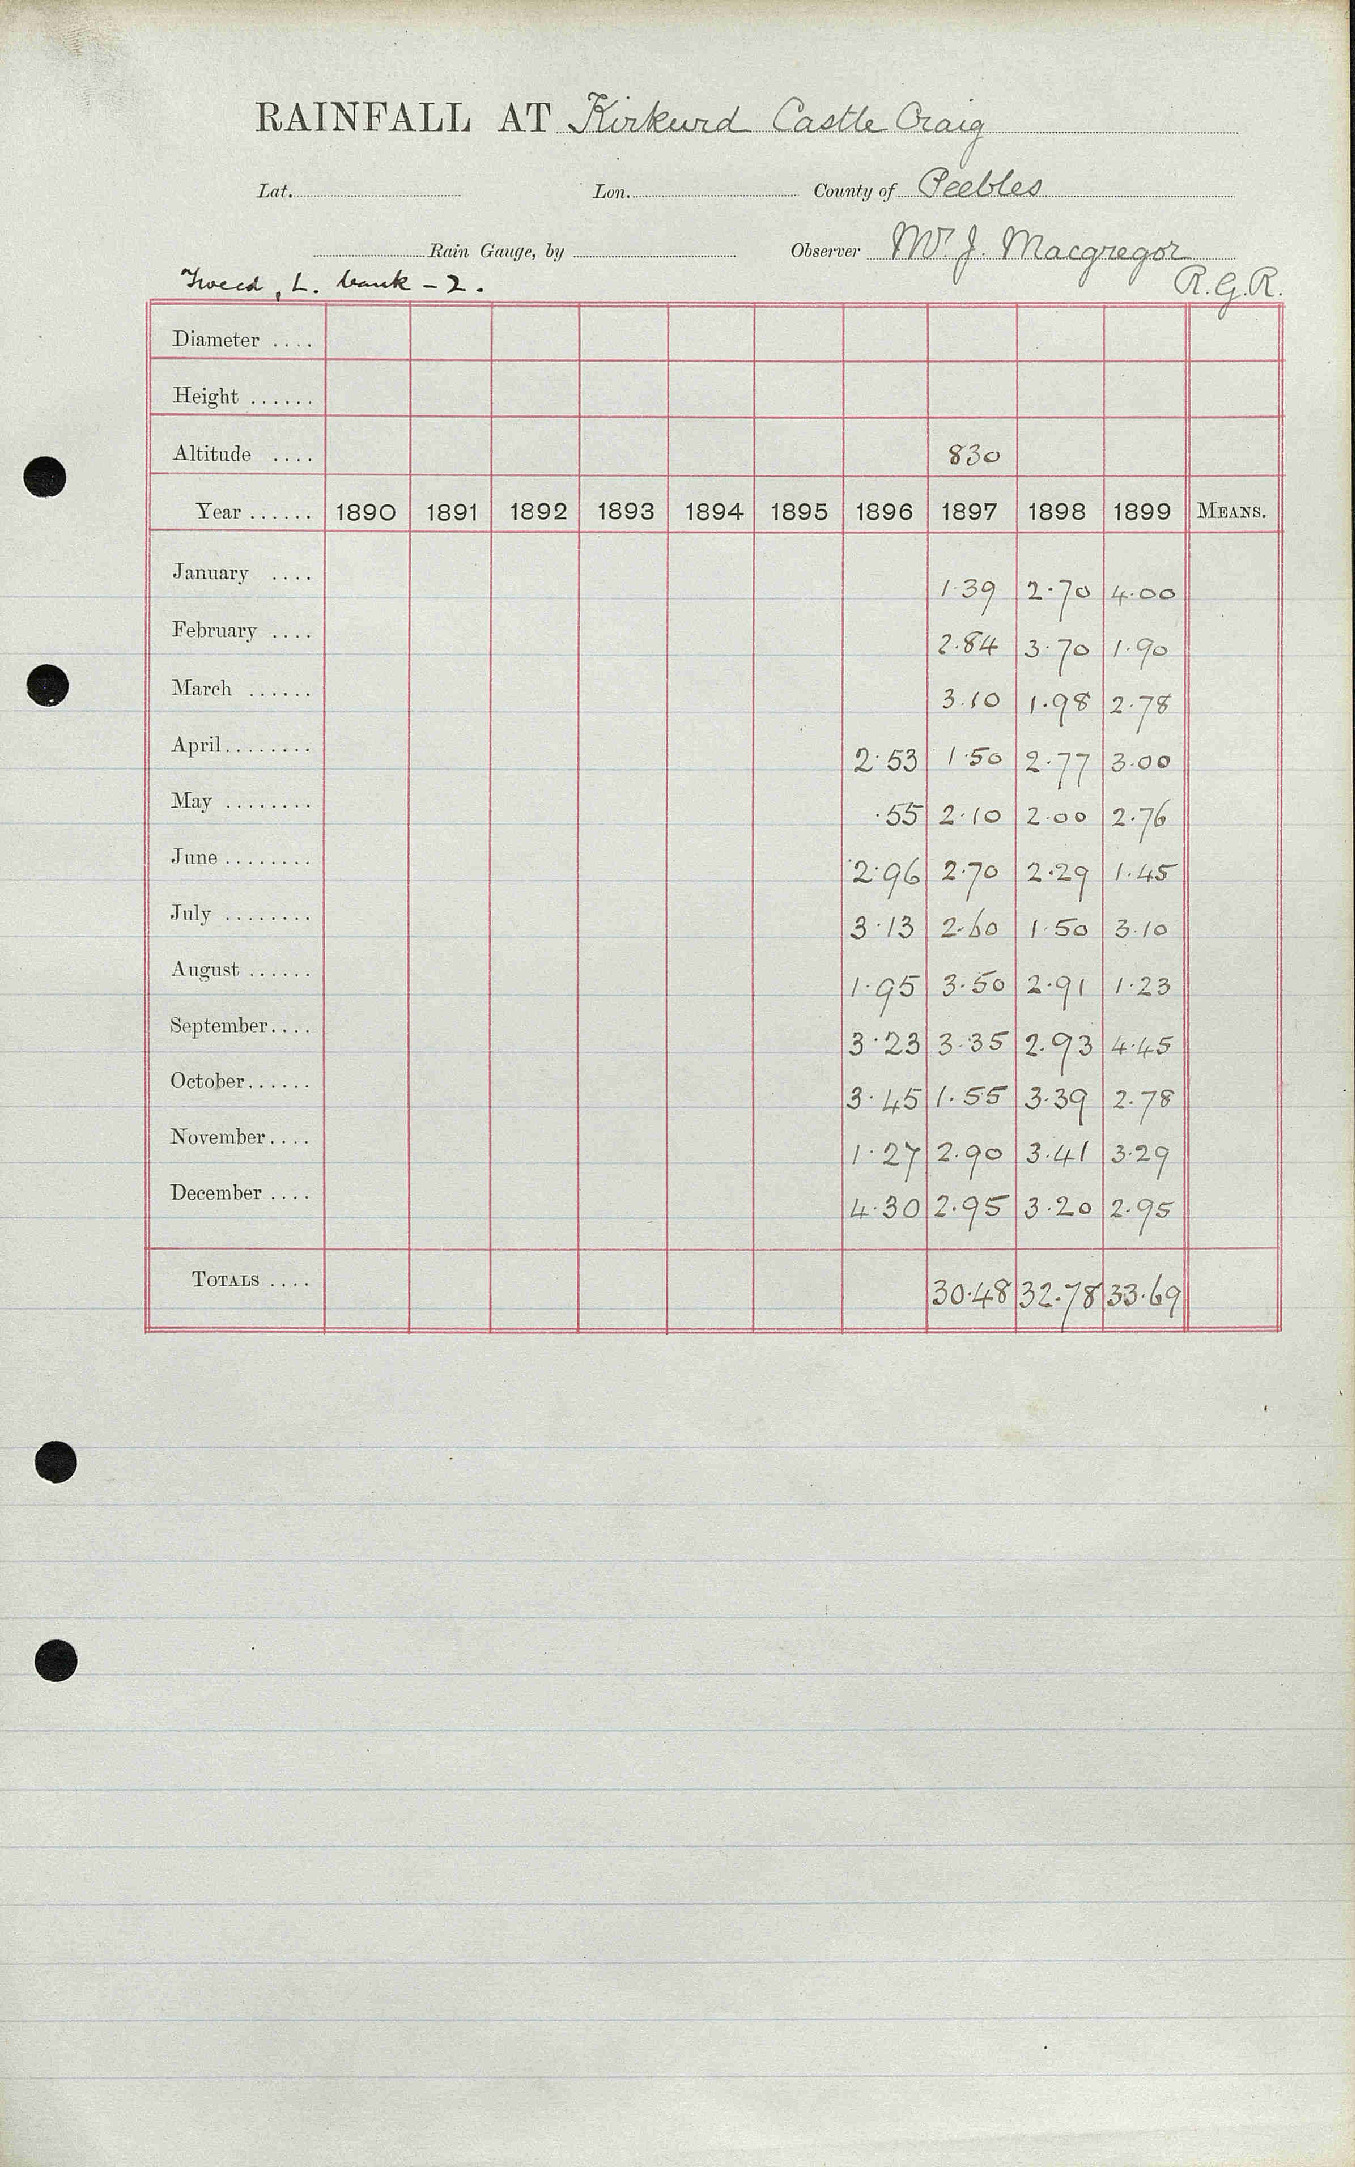 RAINFALL AT Kirkurd Castle Craig
Lat. Lon. County of Peebles
Rain Gauge, by Observer Mr. J. Macgregor
Tweed, L. bank - 2. R.G.R.
Diameter ....
Height ......
Altitude .... 830
Year ...... 1890 1891 1892 1893 1894 1895 1896 1897 1898 1899 MEANS.
January .... 1.39 2.70 4.00
February .... 2.84 3.70 1.90
March ...... 3.10 1.98 2.78
April........ 2.53 1.50 2.77 3.00
May ........ .55 2.10 2.00 2.76
June ........ 2.96 2.70 2.29 1.45
July ........ 3.13 2.60 1.50 3.10
August ...... 1.95 3.50 2.91 1.23
September.... 3.23 3.35 2.93 4.45
October...... 3.45 1.55 3.39 2.78
November.... 1.27 2.90 3.41 3.29
December .... 4.30 2.95 3.20 2.95
TOTALS .... 30.48 32.78 33.69